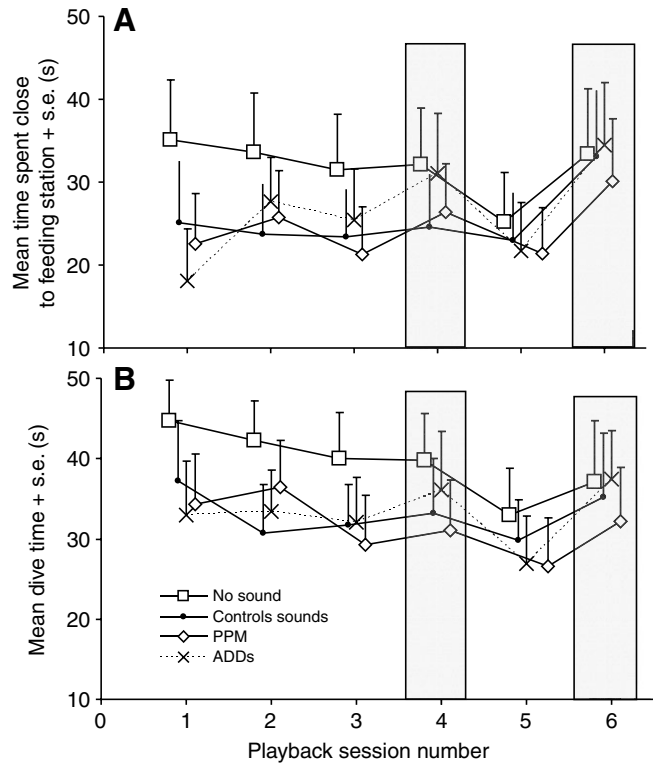 A
50
40
30
20
10
Mean time spent close
to feeding station + s.e. (s)
B
50
40
30
20
10
Mean dive time + s.e. (s)
No sound
Controls sounds
PPM
ADDs
0 1 2 3 4 5 6
Playback session number